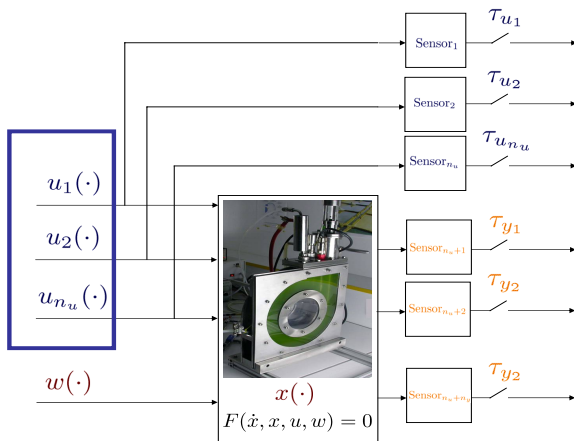 Sensor₁ τ_{u₁}
Sensor₂ τ_{u₂}
Sensor_{n_u} τ_{u_{n_u}}
u₁(·)
u₂(·)
u_{n_u}(·)
w(·)
Sensor_{n_u+1} τ_{y₁}
Sensor_{n_u+2} τ_{y₂}
Sensor_{n_u+n_y} τ_{y₂}
x(·)
F(ẋ, x, u, w) = 0